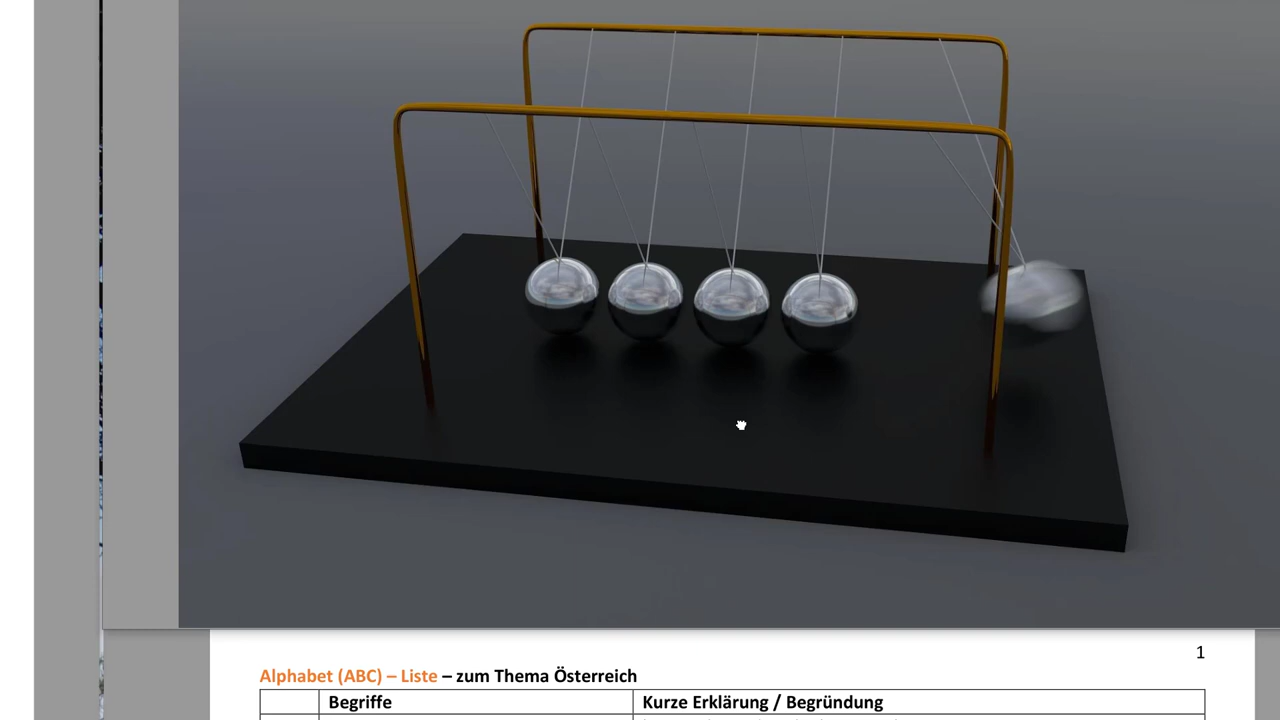 1
Alphabet (ABC) – Liste – zum Thema Österreich
Begriffe
Kurze Erklärung / Begründung